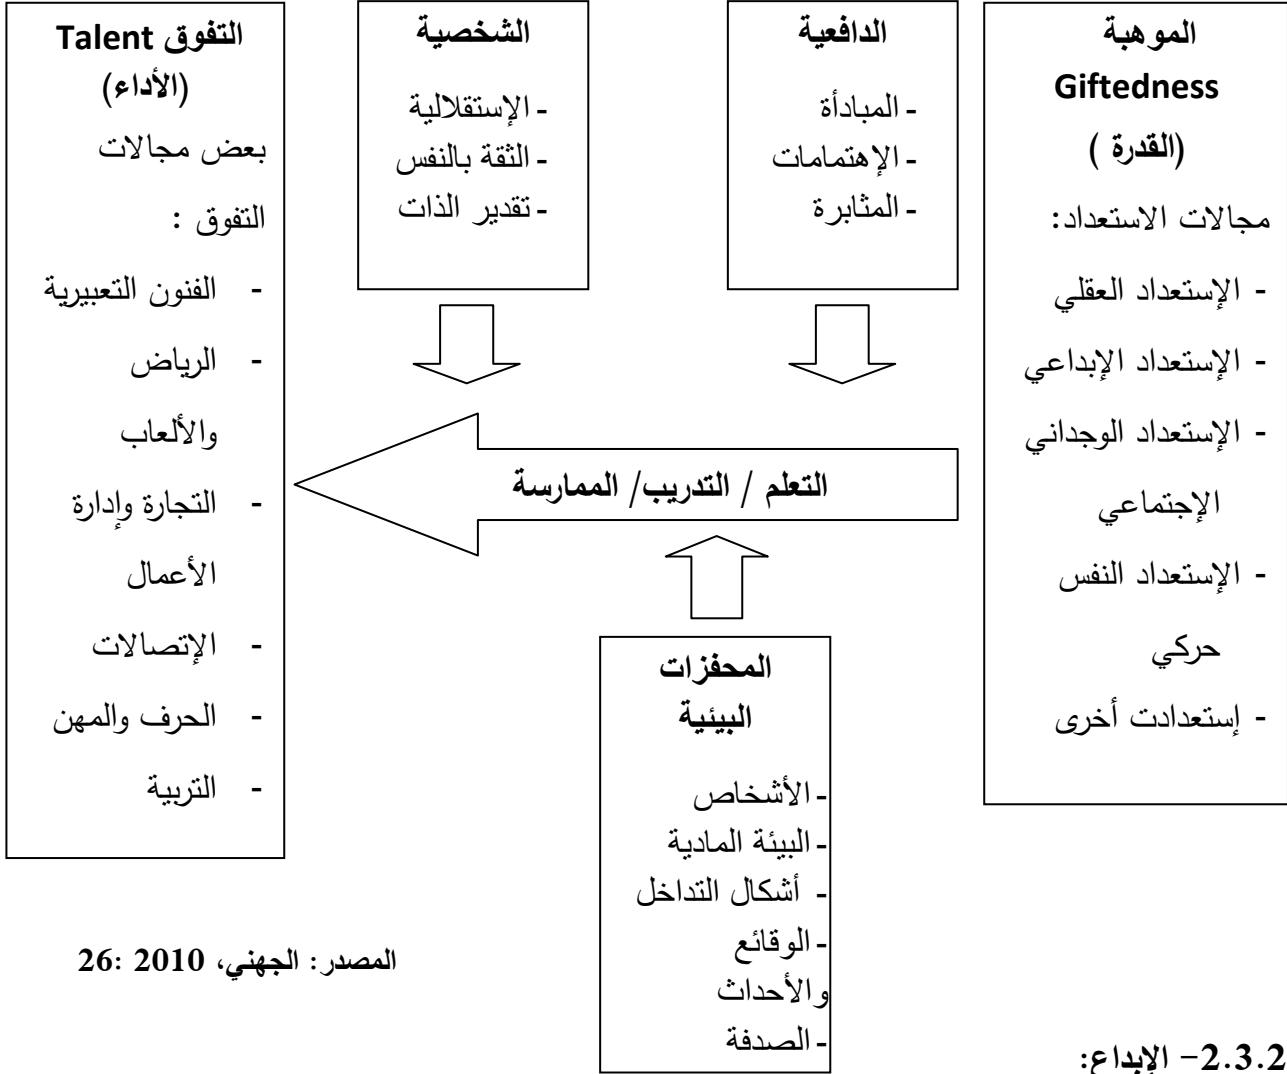 الموهبة
Giftedness
(القدرة )
مجالات الاستعداد:
- الإستعداد العقلي
- الإستعداد الإبداعي
- الإستعداد الوجداني
الإجتماعي
- الإستعداد النفس
حركي
- إستعدادت أخرى
الدافعية
- المبادأة
- الإهتمامات
- المثابرة
الشخصية
- الإستقلالية
- الثقة بالنفس
- تقدير الذات
التفوق Talent
(الأداء)
بعض مجالات
التفوق :
- الفنون التعبيرية
- الرياض
والألعاب
- التجارة وإدارة
الأعمال
- الإتصالات
- الحرف والمهن
- التربية
التعلم / التدريب/ الممارسة
المحفزات
البيئية
- الأشخاص
- البيئة المادية
- أشكال التداخل
- الوقائع
والأحداث
- الصدفة
المصدر: الجهني، 2010 :26
2.3.2- الإبداع: